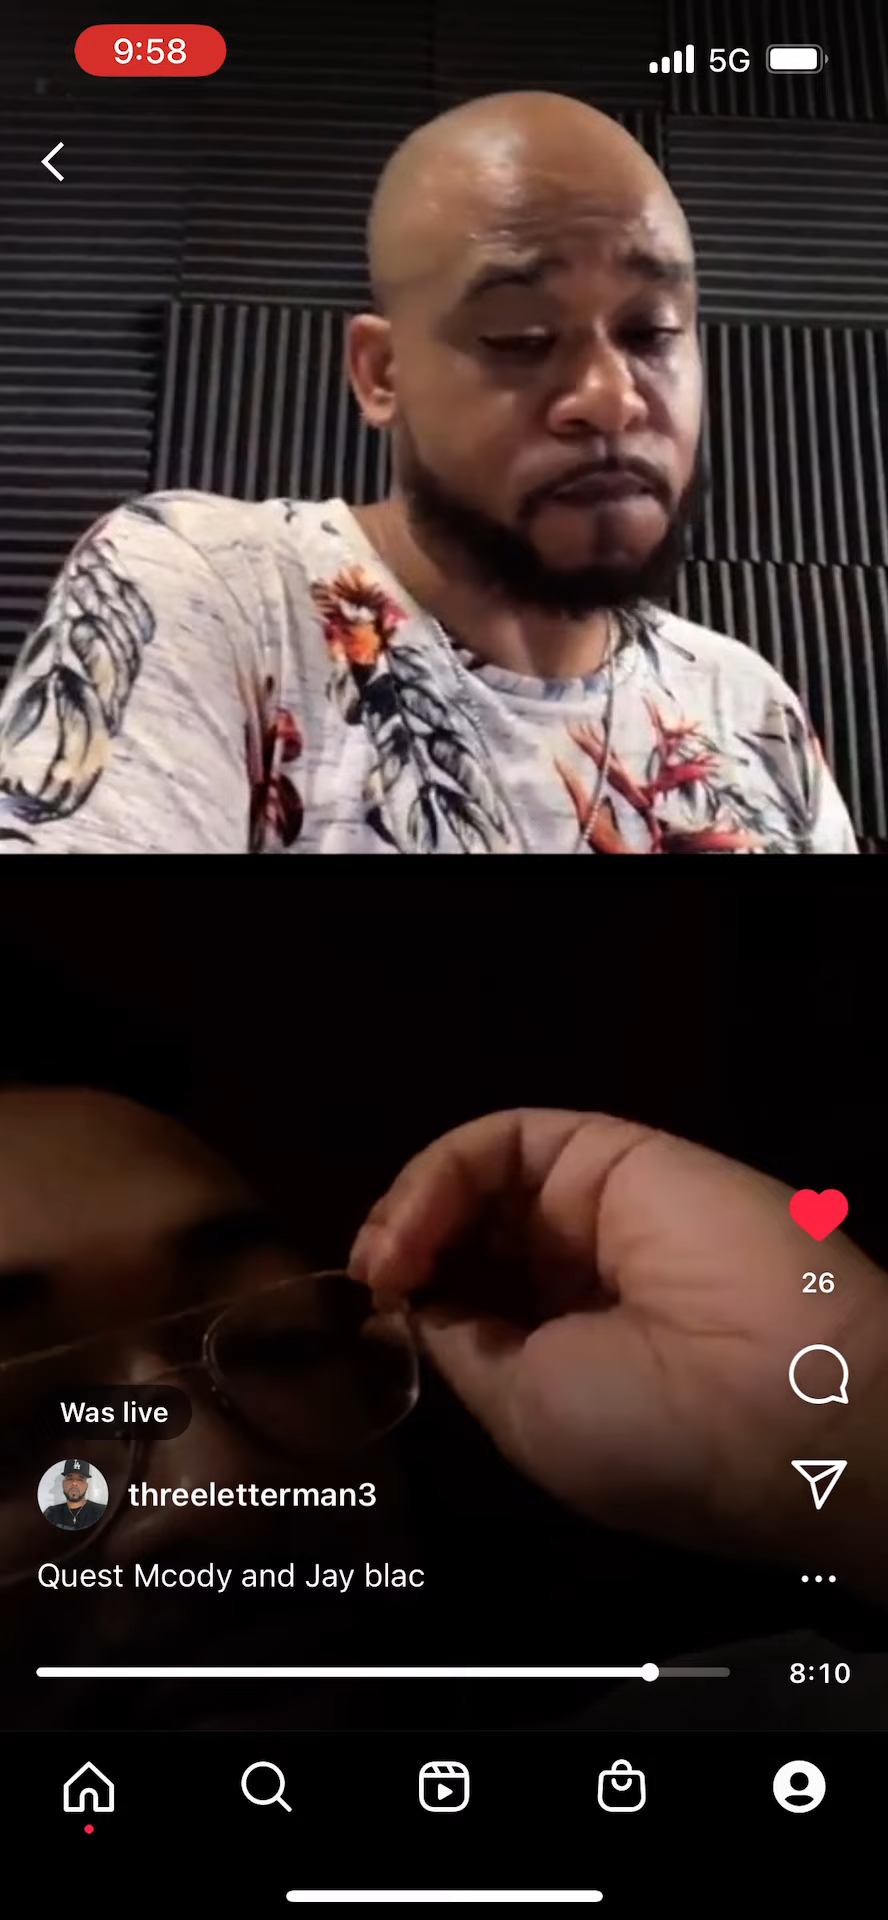 9:58
5G
26
Was live
threeletterman3
Quest Mcody and Jay blac
8:10